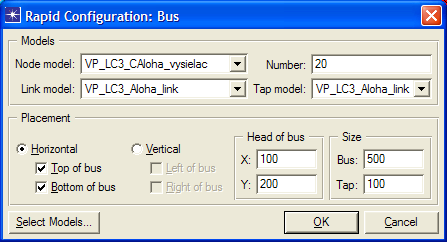 Rapid Configuration: Bus
Models
Node model: VP_LC3_CAloha_vysielac Number: 20
Link model: VP_LC3_Aloha_link Tap model: VP_LC3_Aloha_link
Placement
Horizontal Vertical Head of bus Size
Top of bus Left of bus X: 100 Bus: 500
Bottom of bus Right of bus Y: 200 Tap: 100
Select Models... OK Cancel